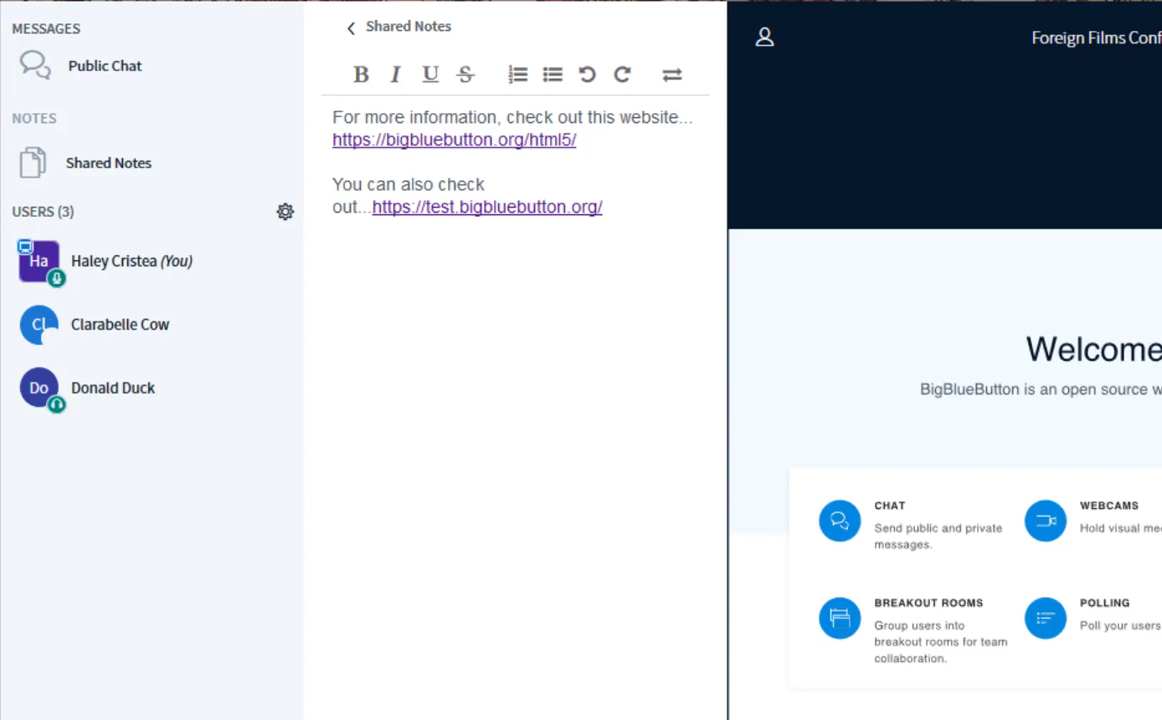 MESSAGES
Public Chat
NOTES
Shared Notes
USERS (3)
Ha
Haley Cristea (You)
Cl
Clarabelle Cow
Do
Donald Duck
Shared Notes
B I U S
For more information, check out this website...
https://bigbluebutton.org/html5/
You can also check
out...https://test.bigbluebutton.org/
Foreign Films Conf
Welcome
BigBlueButton is an open source w
CHAT
Send public and private
messages.
WEBCAMS
Hold visual me
BREAKOUT ROOMS
Group users into
breakout rooms for team
collaboration.
POLLING
Poll your users